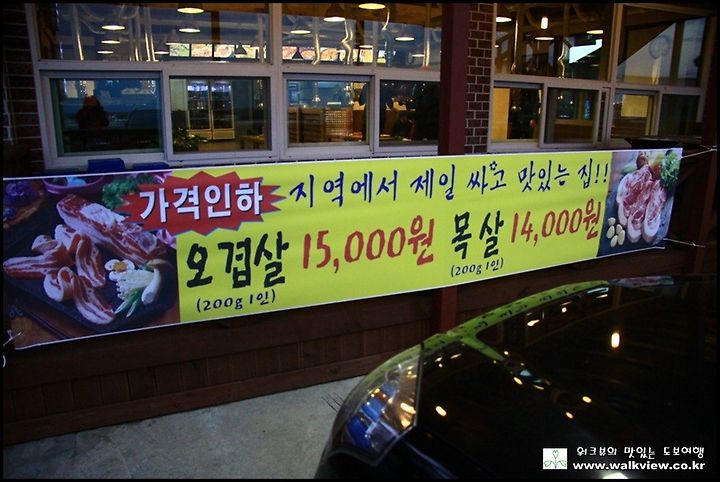 가격인하 지역에서 제일 싸고 맛있는 집!!
오겹살 15,000원 목살 14,000원
(200g 1인) (200g 1인)
워크뷰의 맛있는 도보여행
www.walkview.co.kr